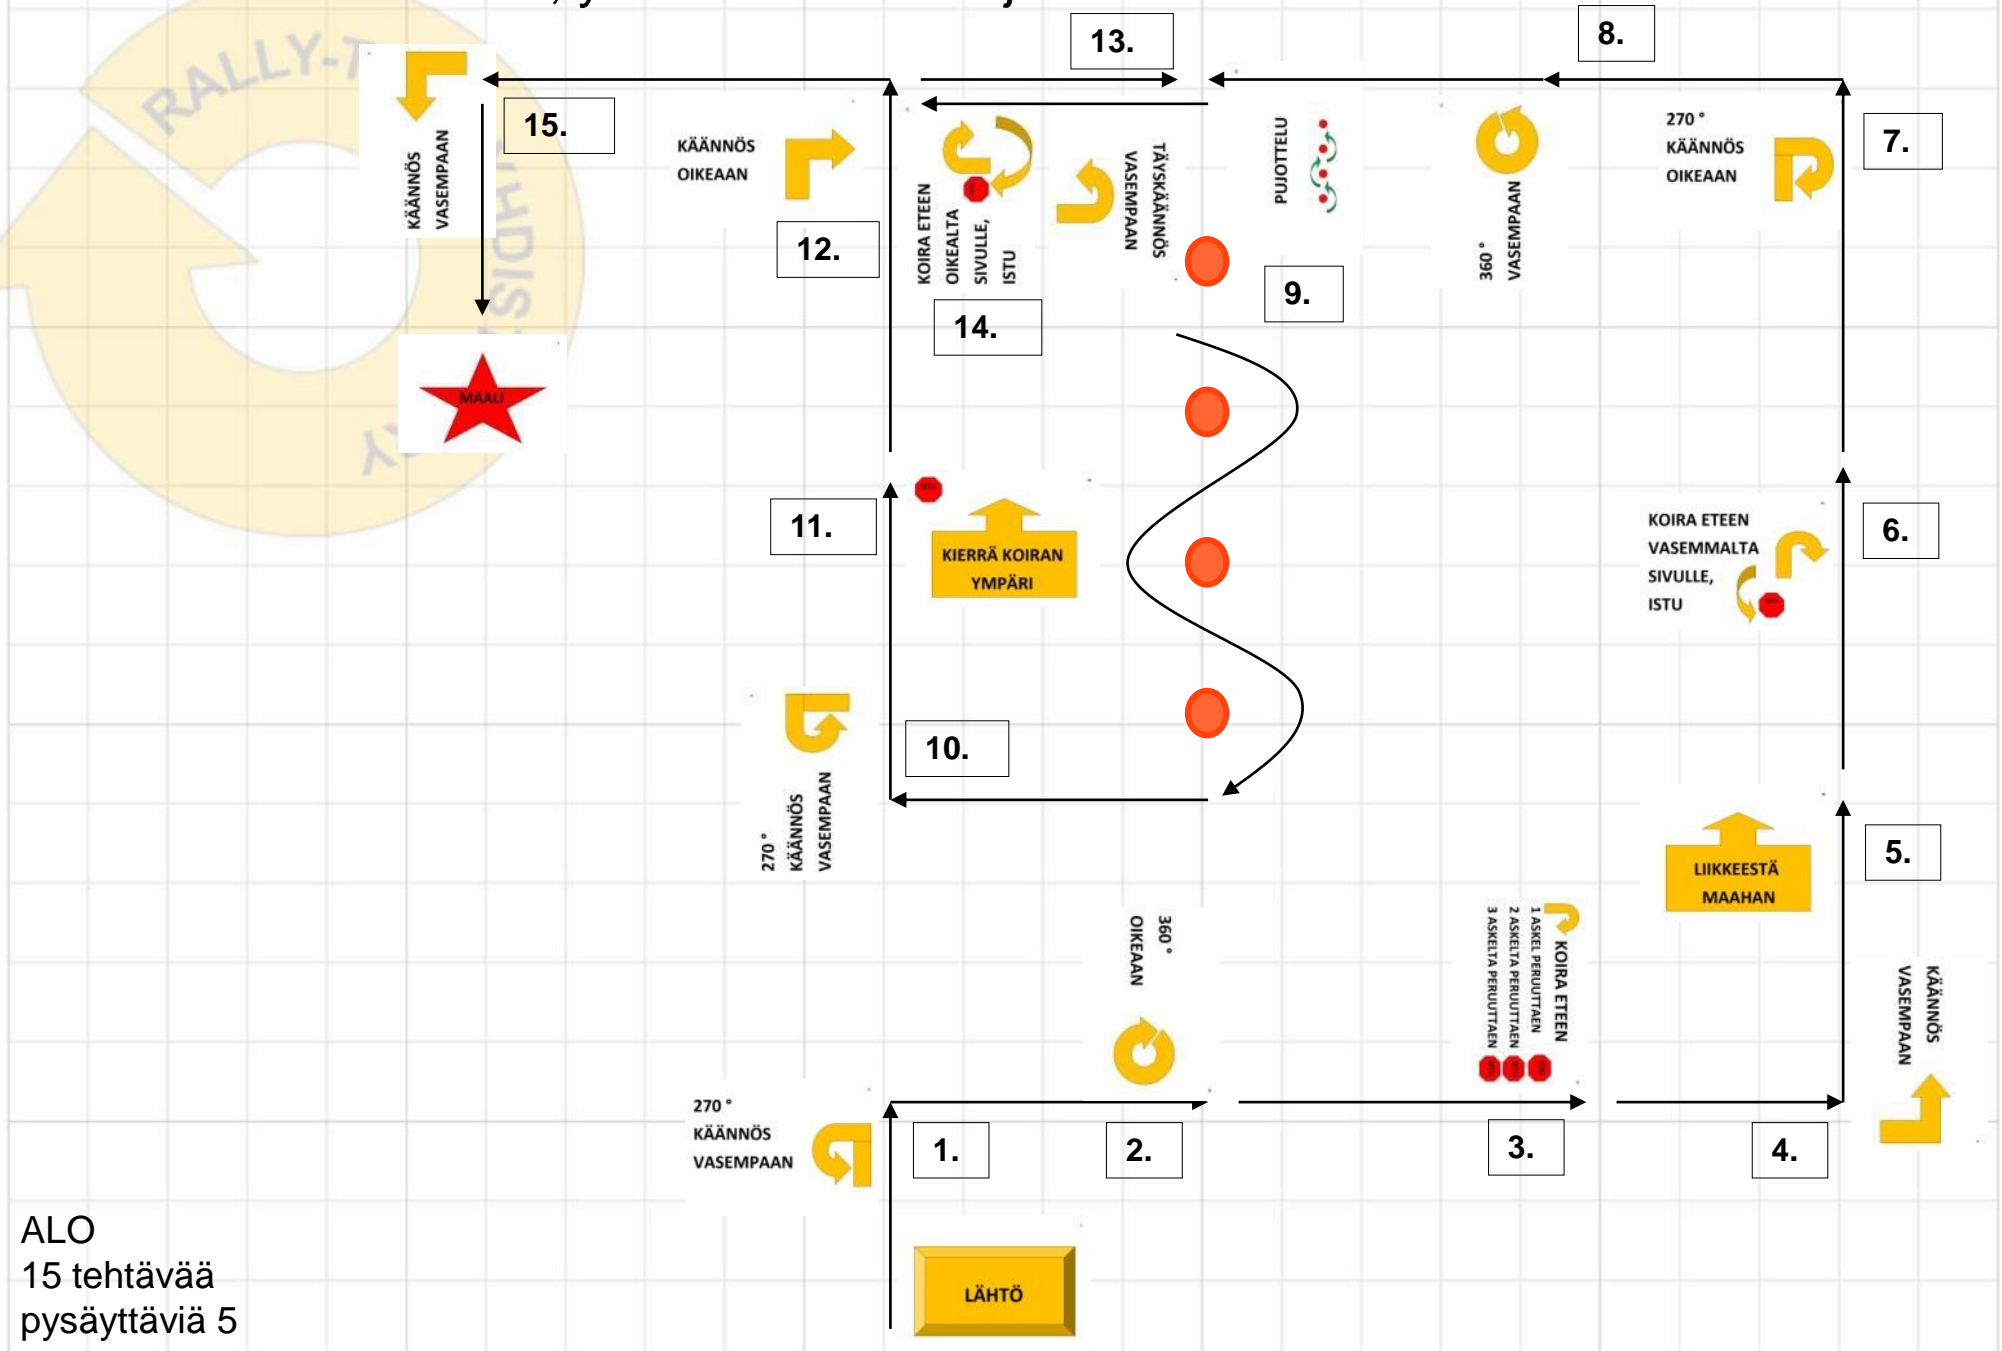 13.
8.
15.
KÄÄNNÖS
VASEMPAAN
KÄÄNNÖS
OIKEAAN
12.
KOIRA ETEEN
OIKEALTA
SIVULLE,
ISTU
14.
TÄYSKÄÄNNÖS
VASEMPAAN
PUJOTTELU
9.
360°
VASEMPAAN
270°
KÄÄNNÖS
OIKEAAN
7.
MAALI
11.
KIERRÄ KOIRAN
YMPÄRI
KOIRA ETEEN
VASEMMALTA
SIVULLE,
ISTU
6.
270°
KÄÄNNÖS
VASEMPAAN
10.
LIIKKEESTÄ
MAAHAN
5.
360°
OIKEAAN
KOIRA ETEEN
1 ASKEL PERUUTTAEN
2 ASKELTA PERUUTTAEN
3 ASKELTA PERUUTTAEN
KÄÄNNÖS
VASEMPAAN
270°
KÄÄNNÖS
VASEMPAAN
1.
2.
3.
4.
LÄHTÖ
ALO
15 tehtävää
pysäyttäviä 5
RALLY-T